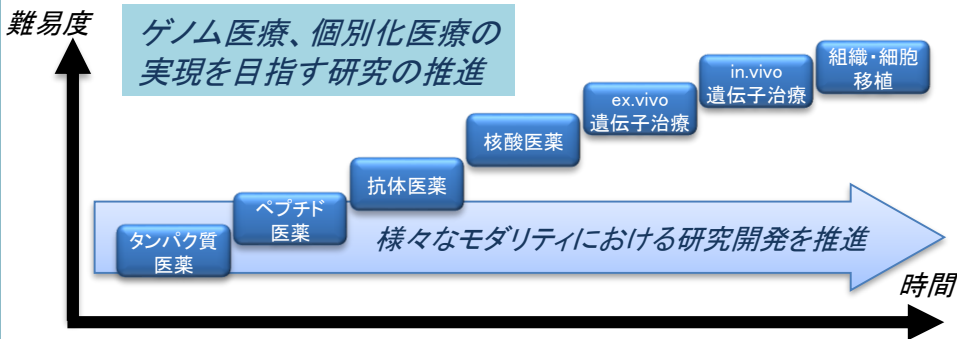 難易度
ゲノム医療、個別化医療の
実現を目指す研究の推進
組織・細胞
移植
in.vivo
遺伝子治療
ex.vivo
遺伝子治療
核酸医薬
抗体医薬
ペプチド
医薬
タンパク質
医薬
様々なモダリティにおける研究開発を推進
時間